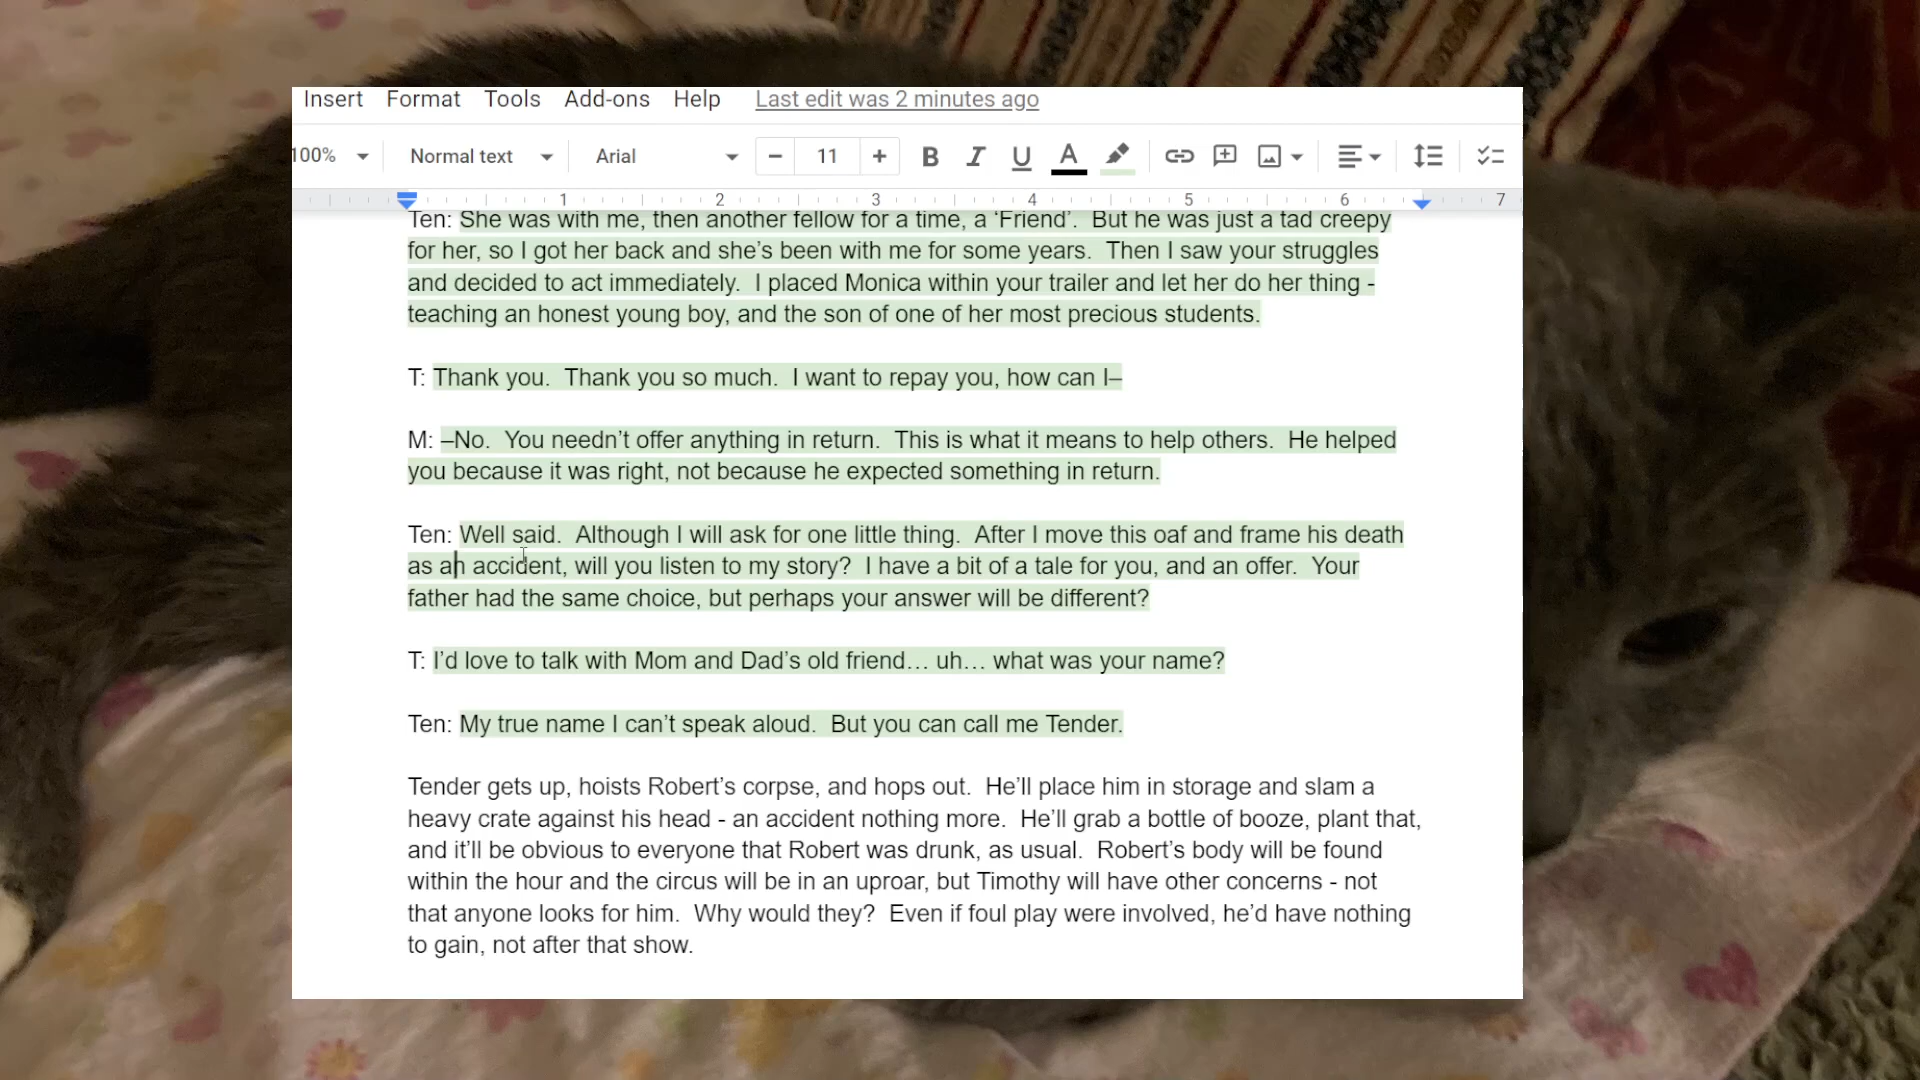 Insert Format Tools Add-ons Help Last edit was 2 minutes ago
100% Normal text Arial − 11 + B I U A
1 2 3 4 5 6 7
Ten: She was with me, then another fellow for a time, a ‘Friend’.  But he was just a tad creepy
for her, so I got her back and she’s been with me for some years.  Then I saw your struggles
and decided to act immediately.  I placed Monica within your trailer and let her do her thing -
teaching an honest young boy, and the son of one of her most precious students.
T: Thank you.  Thank you so much.  I want to repay you, how can I–
M: –No.  You needn’t offer anything in return.  This is what it means to help others.  He helped
you because it was right, not because he expected something in return.
Ten: Well said.  Although I will ask for one little thing.  After I move this oaf and frame his death
as an accident, will you listen to my story?  I have a bit of a tale for you, and an offer.  Your
father had the same choice, but perhaps your answer will be different?
T: I’d love to talk with Mom and Dad’s old friend… uh… what was your name?
Ten: My true name I can’t speak aloud.  But you can call me Tender.
Tender gets up, hoists Robert’s corpse, and hops out.  He’ll place him in storage and slam a
heavy crate against his head - an accident nothing more.  He’ll grab a bottle of booze, plant that,
and it’ll be obvious to everyone that Robert was drunk, as usual.  Robert’s body will be found
within the hour and the circus will be in an uproar, but Timothy will have other concerns - not
that anyone looks for him.  Why would they?  Even if foul play were involved, he’d have nothing
to gain, not after that show.